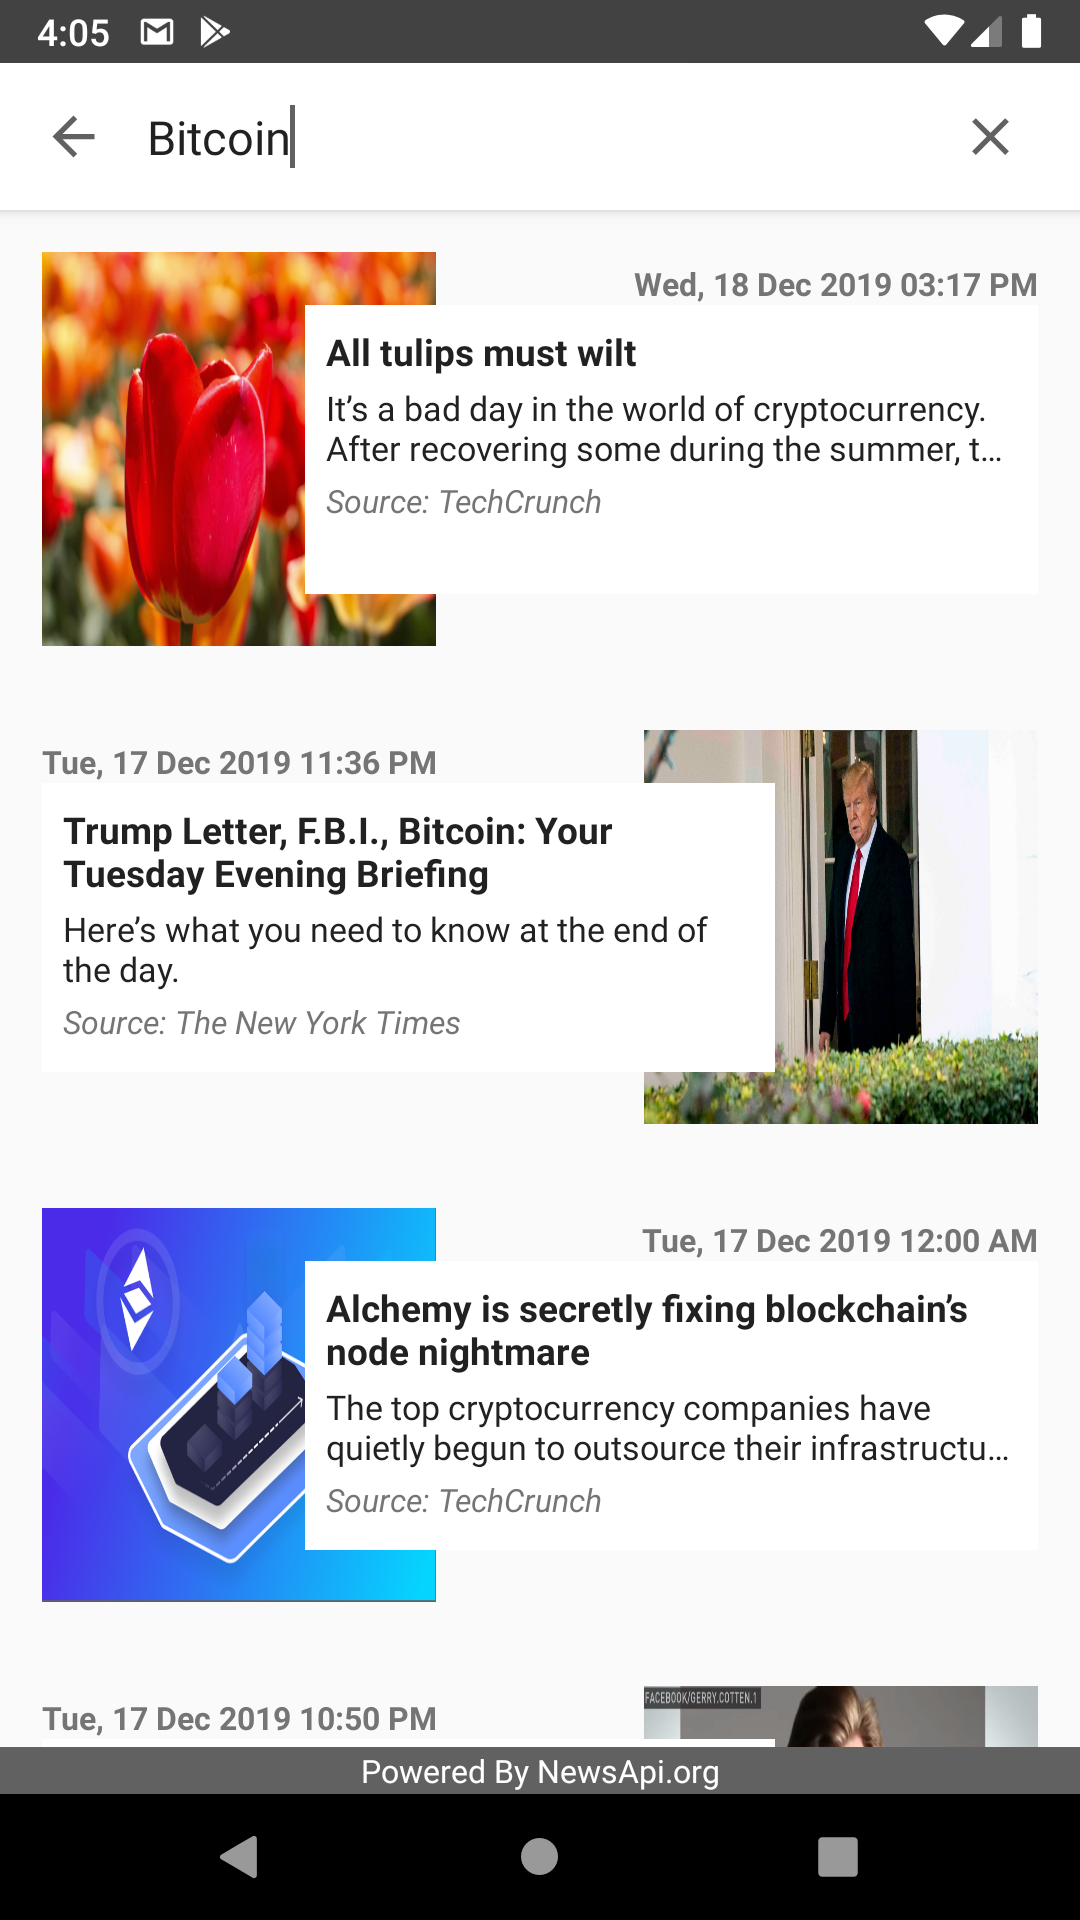 4:05
Bitcoin
Wed, 18 Dec 2019 03:17 PM
All tulips must wilt
It’s a bad day in the world of cryptocurrency.
After recovering some during the summer, t…
Source: TechCrunch
Tue, 17 Dec 2019 11:36 PM
Trump Letter, F.B.I., Bitcoin: Your
Tuesday Evening Briefing
Here’s what you need to know at the end of
the day.
Source: The New York Times
Tue, 17 Dec 2019 12:00 AM
Alchemy is secretly fixing blockchain’s
node nightmare
The top cryptocurrency companies have
quietly begun to outsource their infrastructu…
Source: TechCrunch
Tue, 17 Dec 2019 10:50 PM
FACEBOOK/GERRY.COTTEN.1
Powered By NewsApi.org